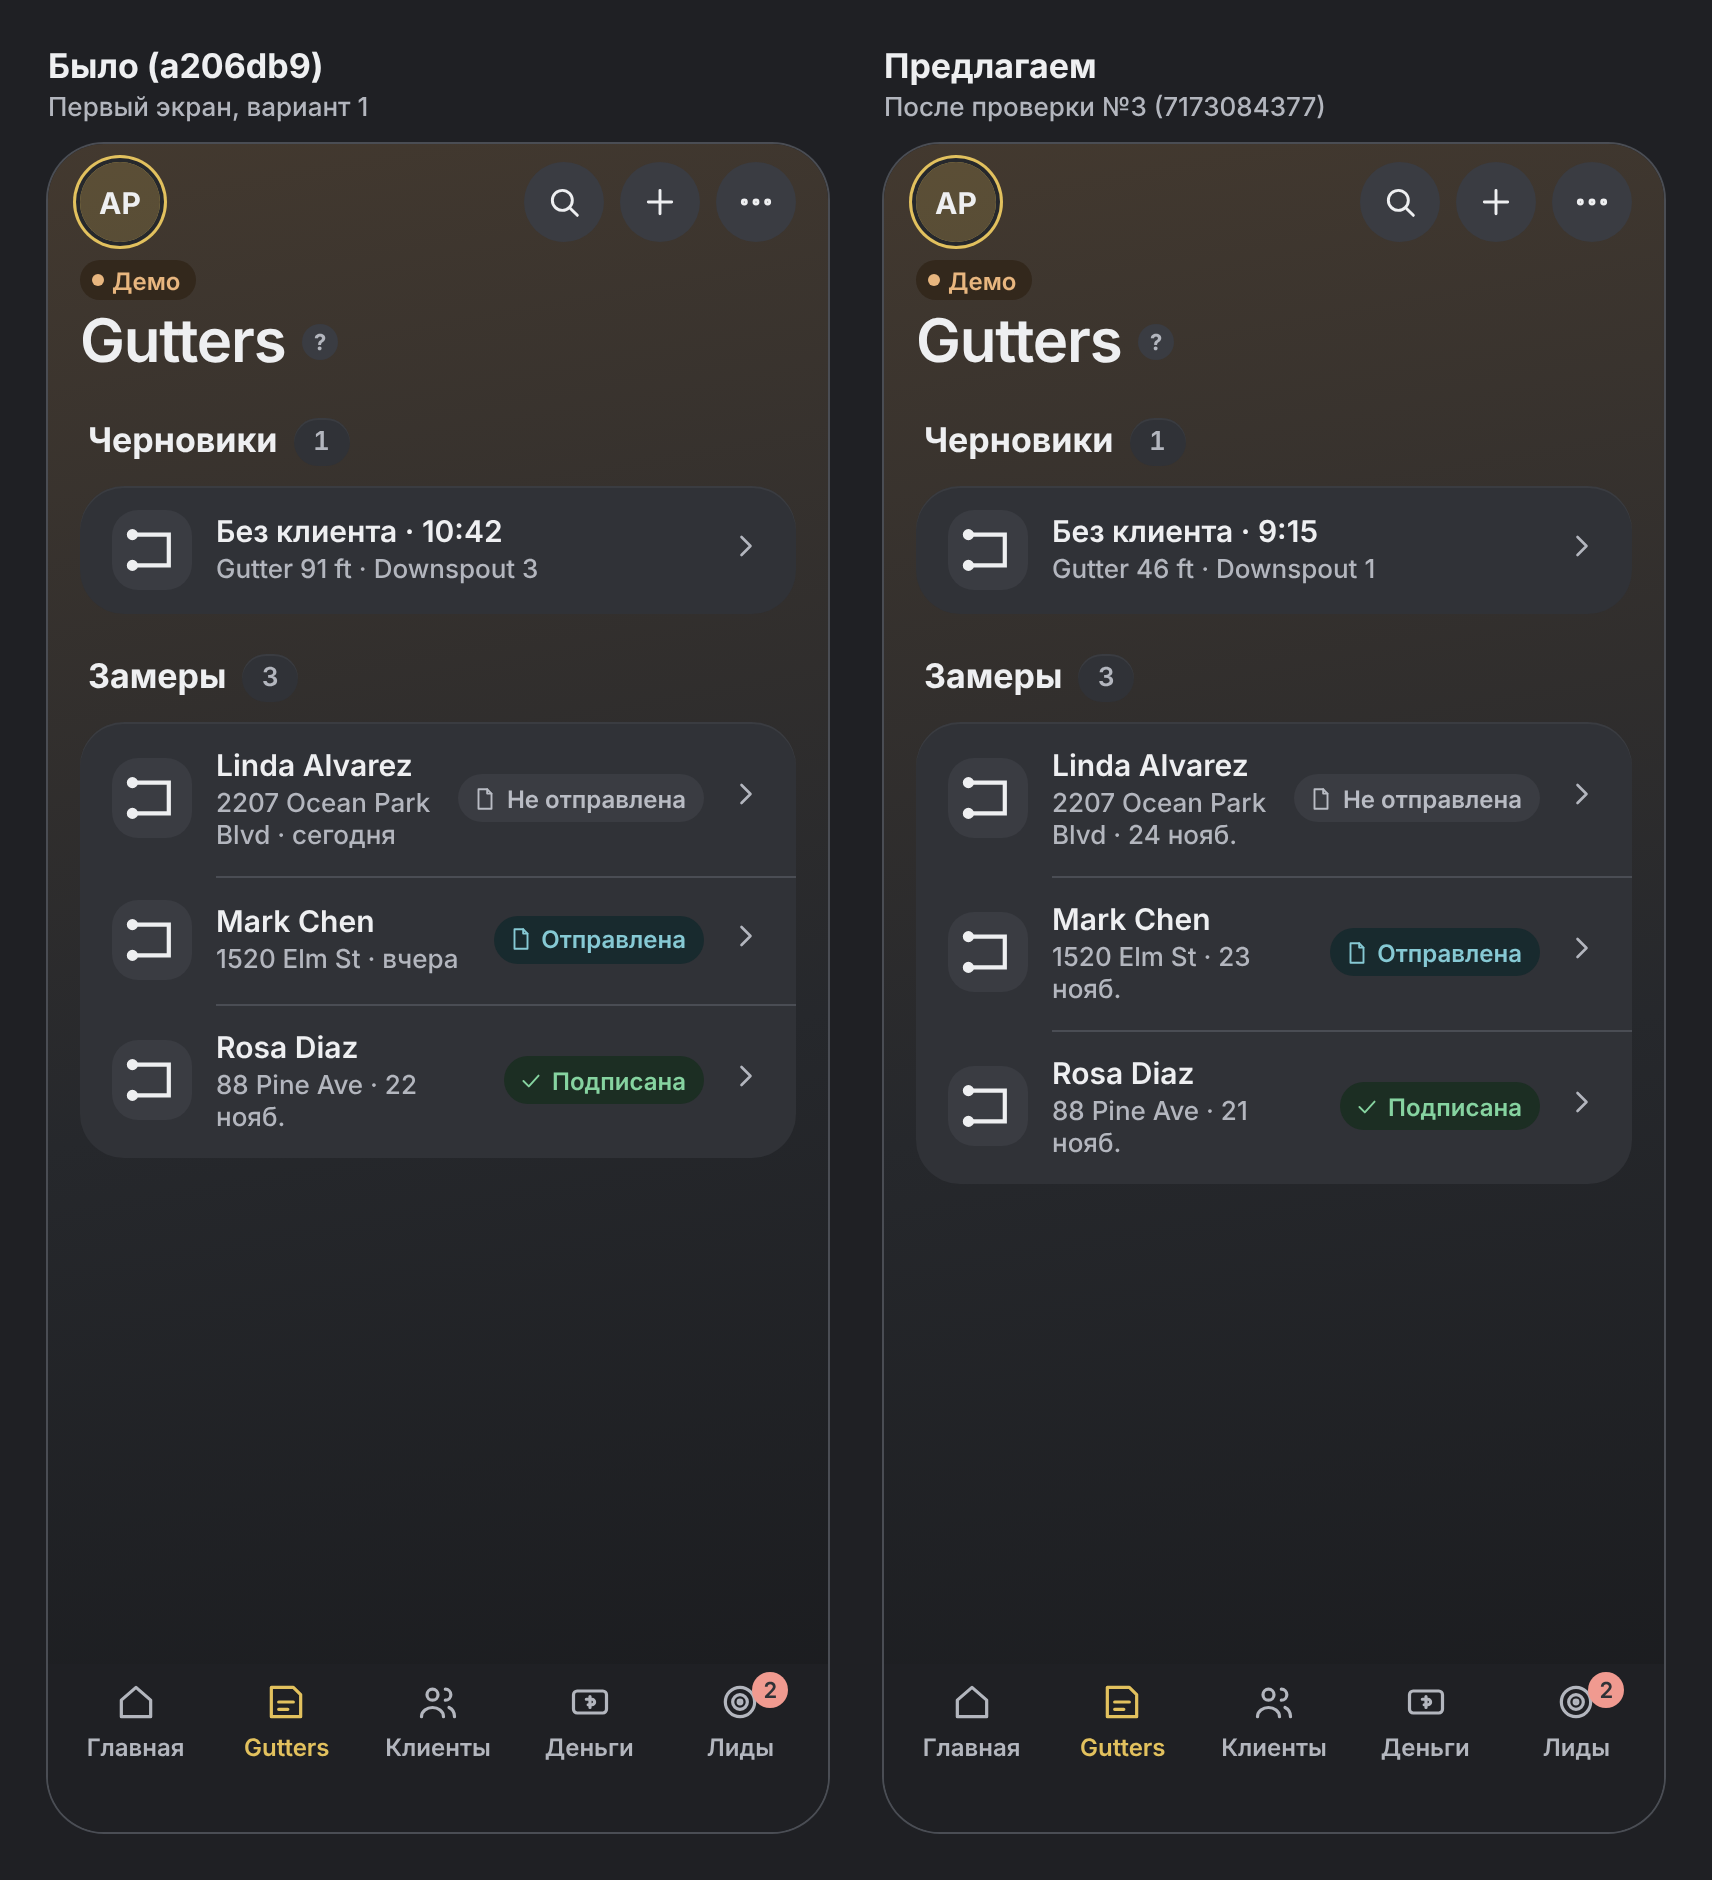 Было (a206db9)
Первый экран, вариант 1
AP
Демо
Gutters ?
Черновики 1
Без клиента · 10:42
Gutter 91 ft · Downspout 3
Замеры 3
Linda Alvarez
2207 Ocean Park
Blvd · сегодня
Не отправлена
Mark Chen
1520 Elm St · вчера
Отправлена
Rosa Diaz
88 Pine Ave · 22
нояб.
Подписана
2
Главная
Gutters
Клиенты
Деньги
Лиды
Предлагаем
После проверки №3 (7173084377)
AP
Демо
Gutters ?
Черновики 1
Без клиента · 9:15
Gutter 46 ft · Downspout 1
Замеры 3
Linda Alvarez
2207 Ocean Park
Blvd · 24 нояб.
Не отправлена
Mark Chen
1520 Elm St · 23
нояб.
Отправлена
Rosa Diaz
88 Pine Ave · 21
нояб.
Подписана
2
Главная
Gutters
Клиенты
Деньги
Лиды